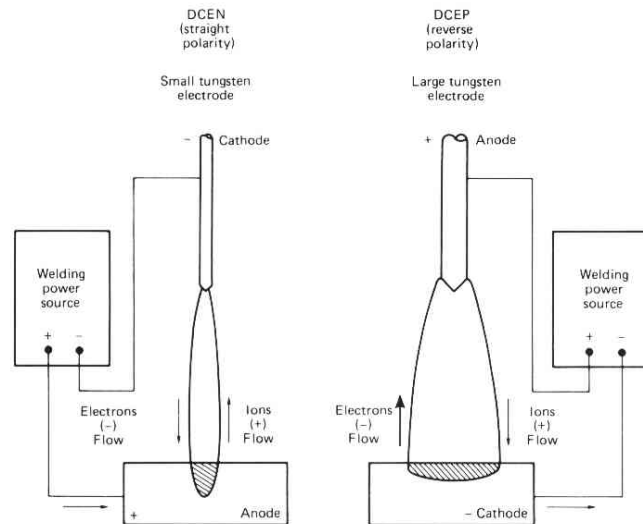 DCEN
(straight
polarity)
Small tungsten
electrode
− Cathode
Welding
power
source
+ −
Electrons
(−)
Flow
Ions
(+)
Flow
+ Anode
DCEP
(reverse
polarity)
Large tungsten
electrode
+ Anode
Welding
power
source
+ −
Electrons
(−)
Flow
Ions
(+)
Flow
− Cathode